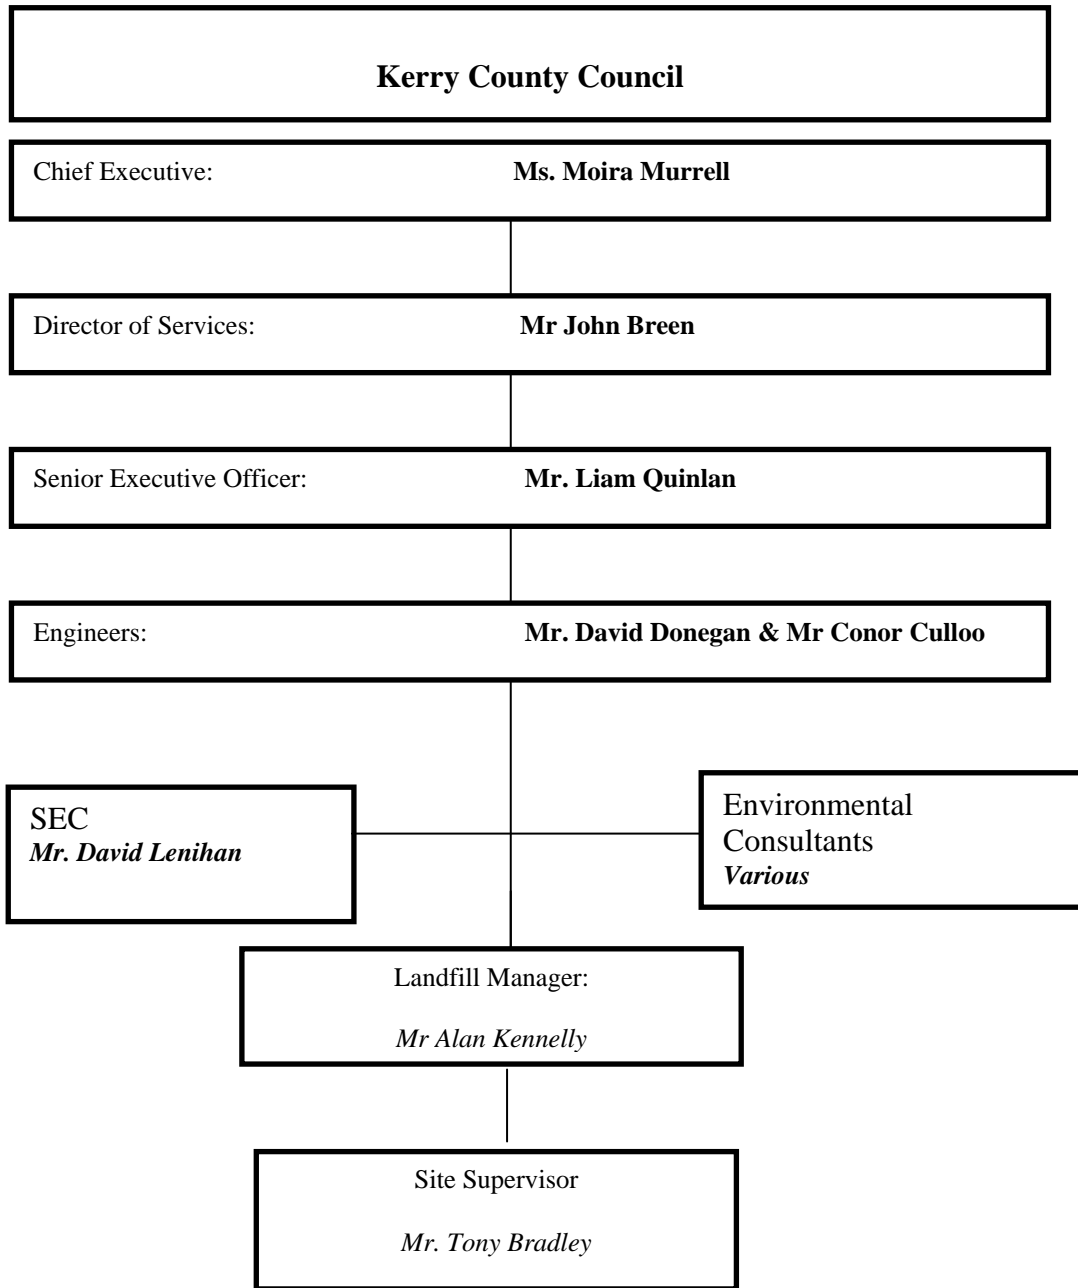 Kerry County Council
Chief Executive: Ms. Moira Murrell
Director of Services: Mr John Breen
Senior Executive Officer: Mr. Liam Quinlan
Engineers: Mr. David Donegan & Mr Conor Culloo
SEC
Mr. David Lenihan
Environmental
Consultants
Various
Landfill Manager:
Mr Alan Kennelly
Site Supervisor
Mr. Tony Bradley